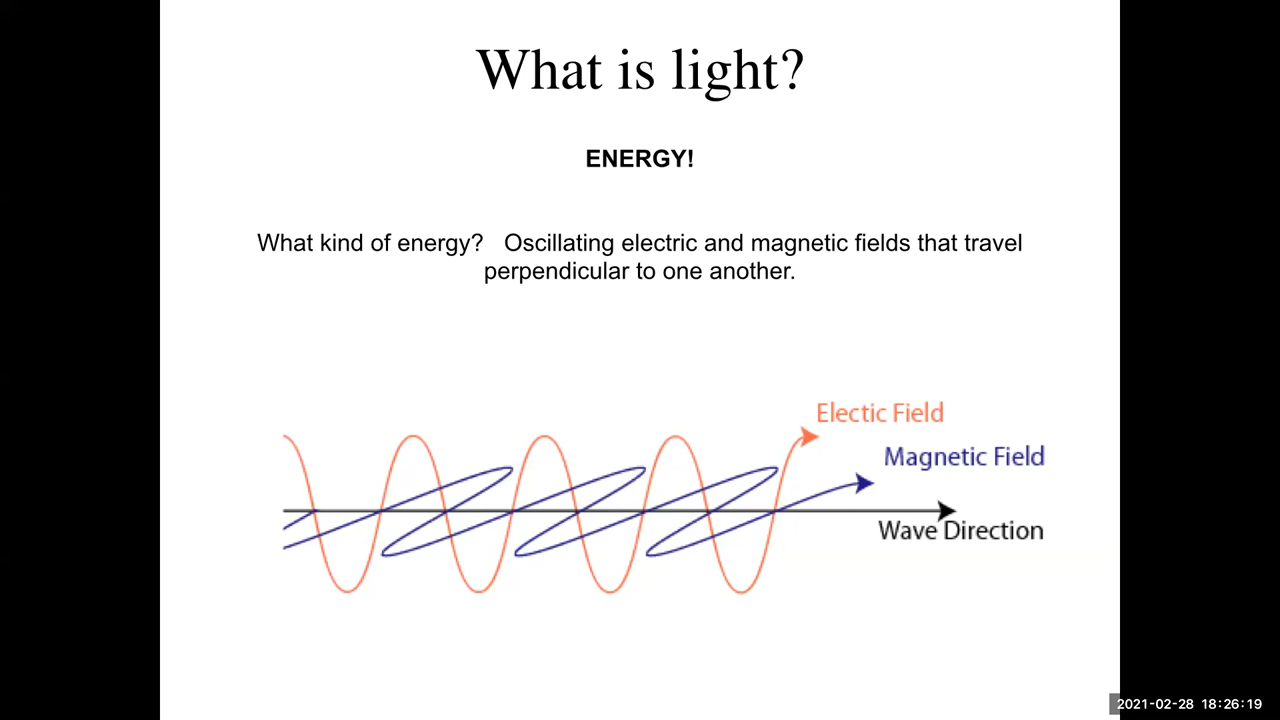 What is light?
ENERGY!
What kind of energy? Oscillating electric and magnetic fields that travel
perpendicular to one another.
Electic Field
Magnetic Field
Wave Direction
2021-02-28 18:26:19